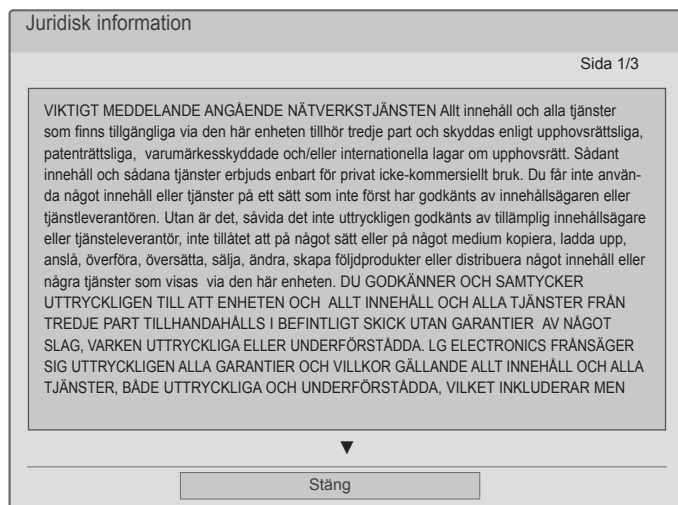 Juridisk information
Sida 1/3
VIKTIGT MEDDELANDE ANGÅENDE NÄTVERKSTJÄNSTEN Allt innehåll och alla tjänster
som finns tillgängliga via den här enheten tillhör tredje part och skyddas enligt upphovsrättsliga,
patenträttsliga, varumärkesskyddade och/eller internationella lagar om upphovsrätt. Sådant
innehåll och sådana tjänster erbjuds enbart för privat icke-kommersiellt bruk. Du får inte använ-
da något innehåll eller tjänster på ett sätt som inte först har godkänts av innehållsägaren eller
tjänstleverantören. Utan är det, såvida det inte uttryckligen godkänts av tillämplig innehållsägare
eller tjänsteleverantör, inte tillåtet att på något sätt eller på något medium kopiera, ladda upp,
anslå, överföra, översätta, sälja, ändra, skapa följdprodukter eller distribuera något innehåll eller
några tjänster som visas via den här enheten. DU GODKÄNNER OCH SAMTYCKER
UTTRYCKLIGEN TILL ATT ENHETEN OCH ALLT INNEHÅLL OCH ALLA TJÄNSTER FRÅN
TREDJE PART TILLHANDAHÅLLS I BEFINTLIGT SKICK UTAN GARANTIER AV NÅGOT
SLAG, VARKEN UTTRYCKLIGA ELLER UNDERFÖRSTÅDDA. LG ELECTRONICS FRÅNSÄGER
SIG UTTRYCKLIGEN ALLA GARANTIER OCH VILLKOR GÄLLANDE ALLT INNEHÅLL OCH ALLA
TJÄNSTER, BÅDE UTTRYCKLIGA OCH UNDERFÖRSTÅDDA, VILKET INKLUDERAR MEN
▼
Stäng